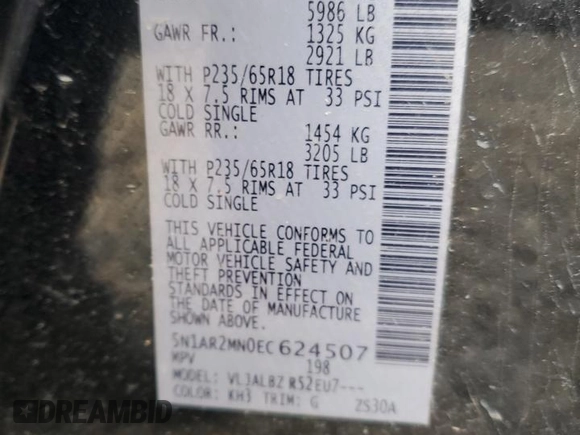 5986 LB
GAWR FR.: 1325 KG
2921 LB
WITH P235/65R18 TIRES
18 X 7.5 RIMS AT 33 PSI
COLD SINGLE
GAWR RR.: 1454 KG
3205 LB
WITH P235/65R18 TIRES
18 X 7.5 RIMS AT 33 PSI
COLD SINGLE
THIS VEHICLE CONFORMS TO
ALL APPLICABLE FEDERAL
MOTOR VEHICLE SAFETY AND
THEFT PREVENTION
STANDARDS IN EFFECT ON
THE DATE OF MANUFACTURE
SHOWN ABOVE.
5N1AR2MN0EC624507
MPV 198
MODEL: VLJALBZ R52EU7---
COLOR: KH3 TRIM: G 2S30A
DREAMBID